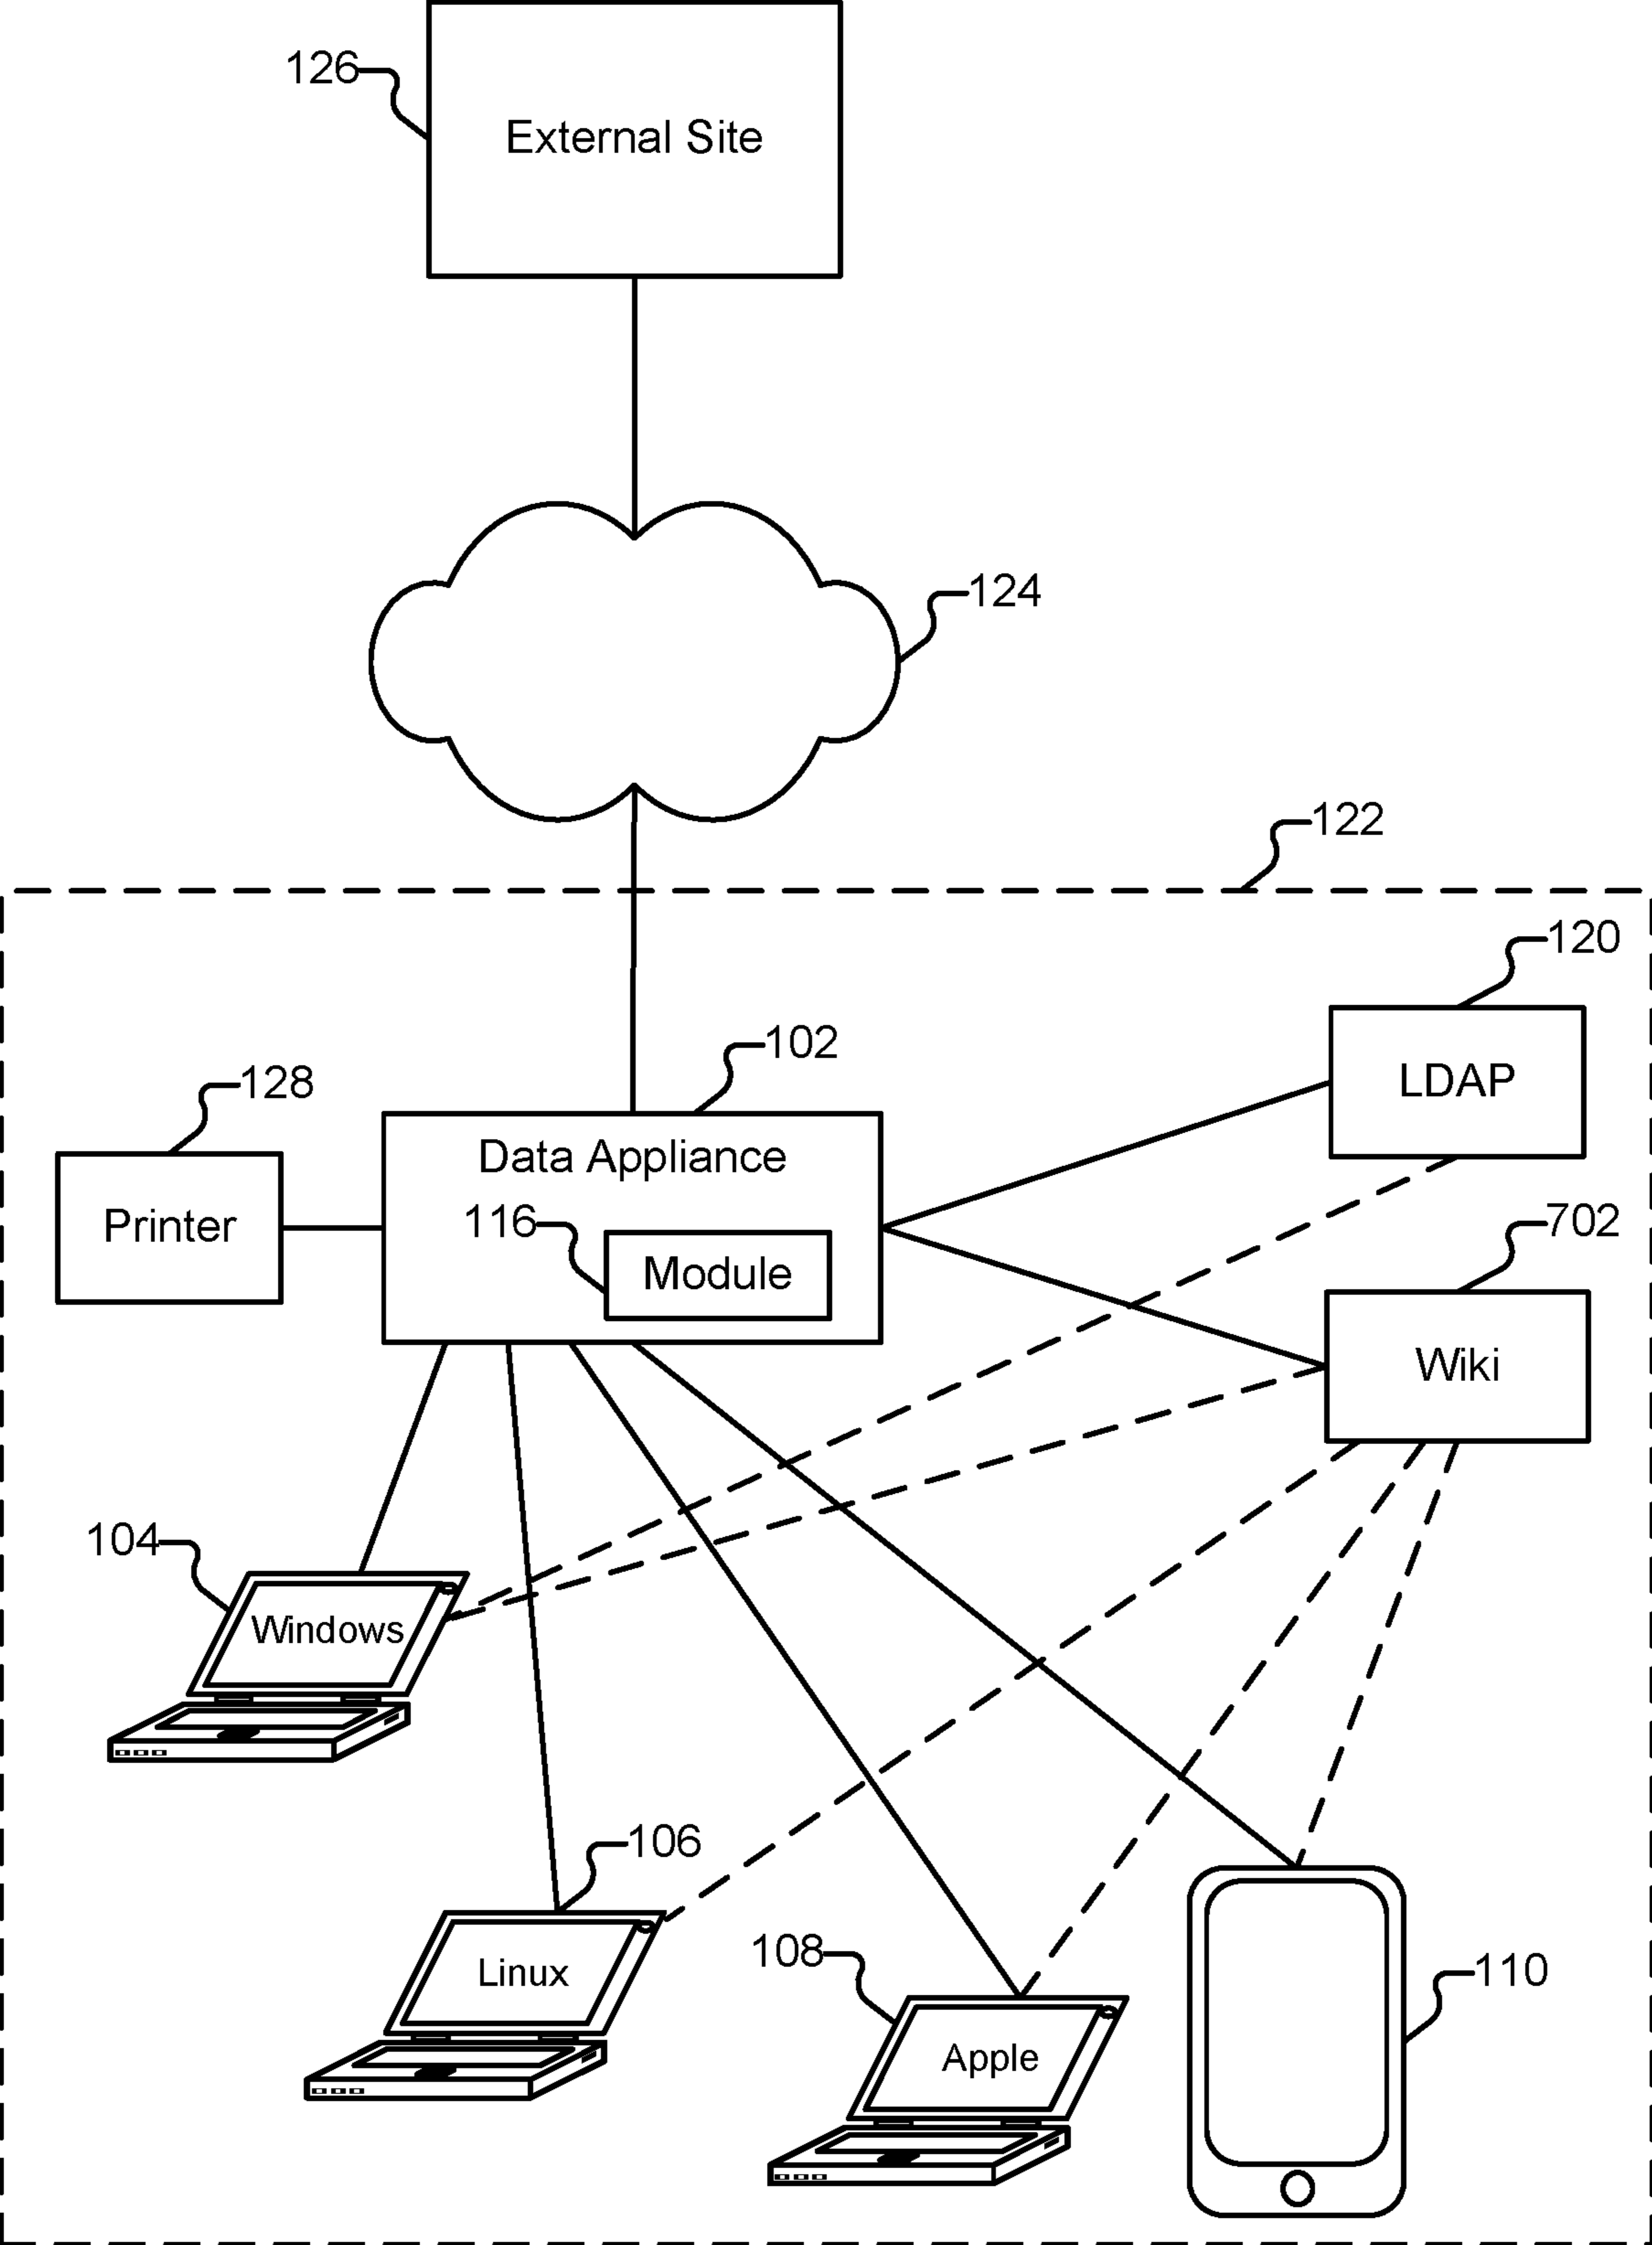 126
External Site
124
122
120
102
LDAP
128
Data Appliance
702
116
Printer
Module
Wiki
104
Windows
106
108
Linux
110
Apple